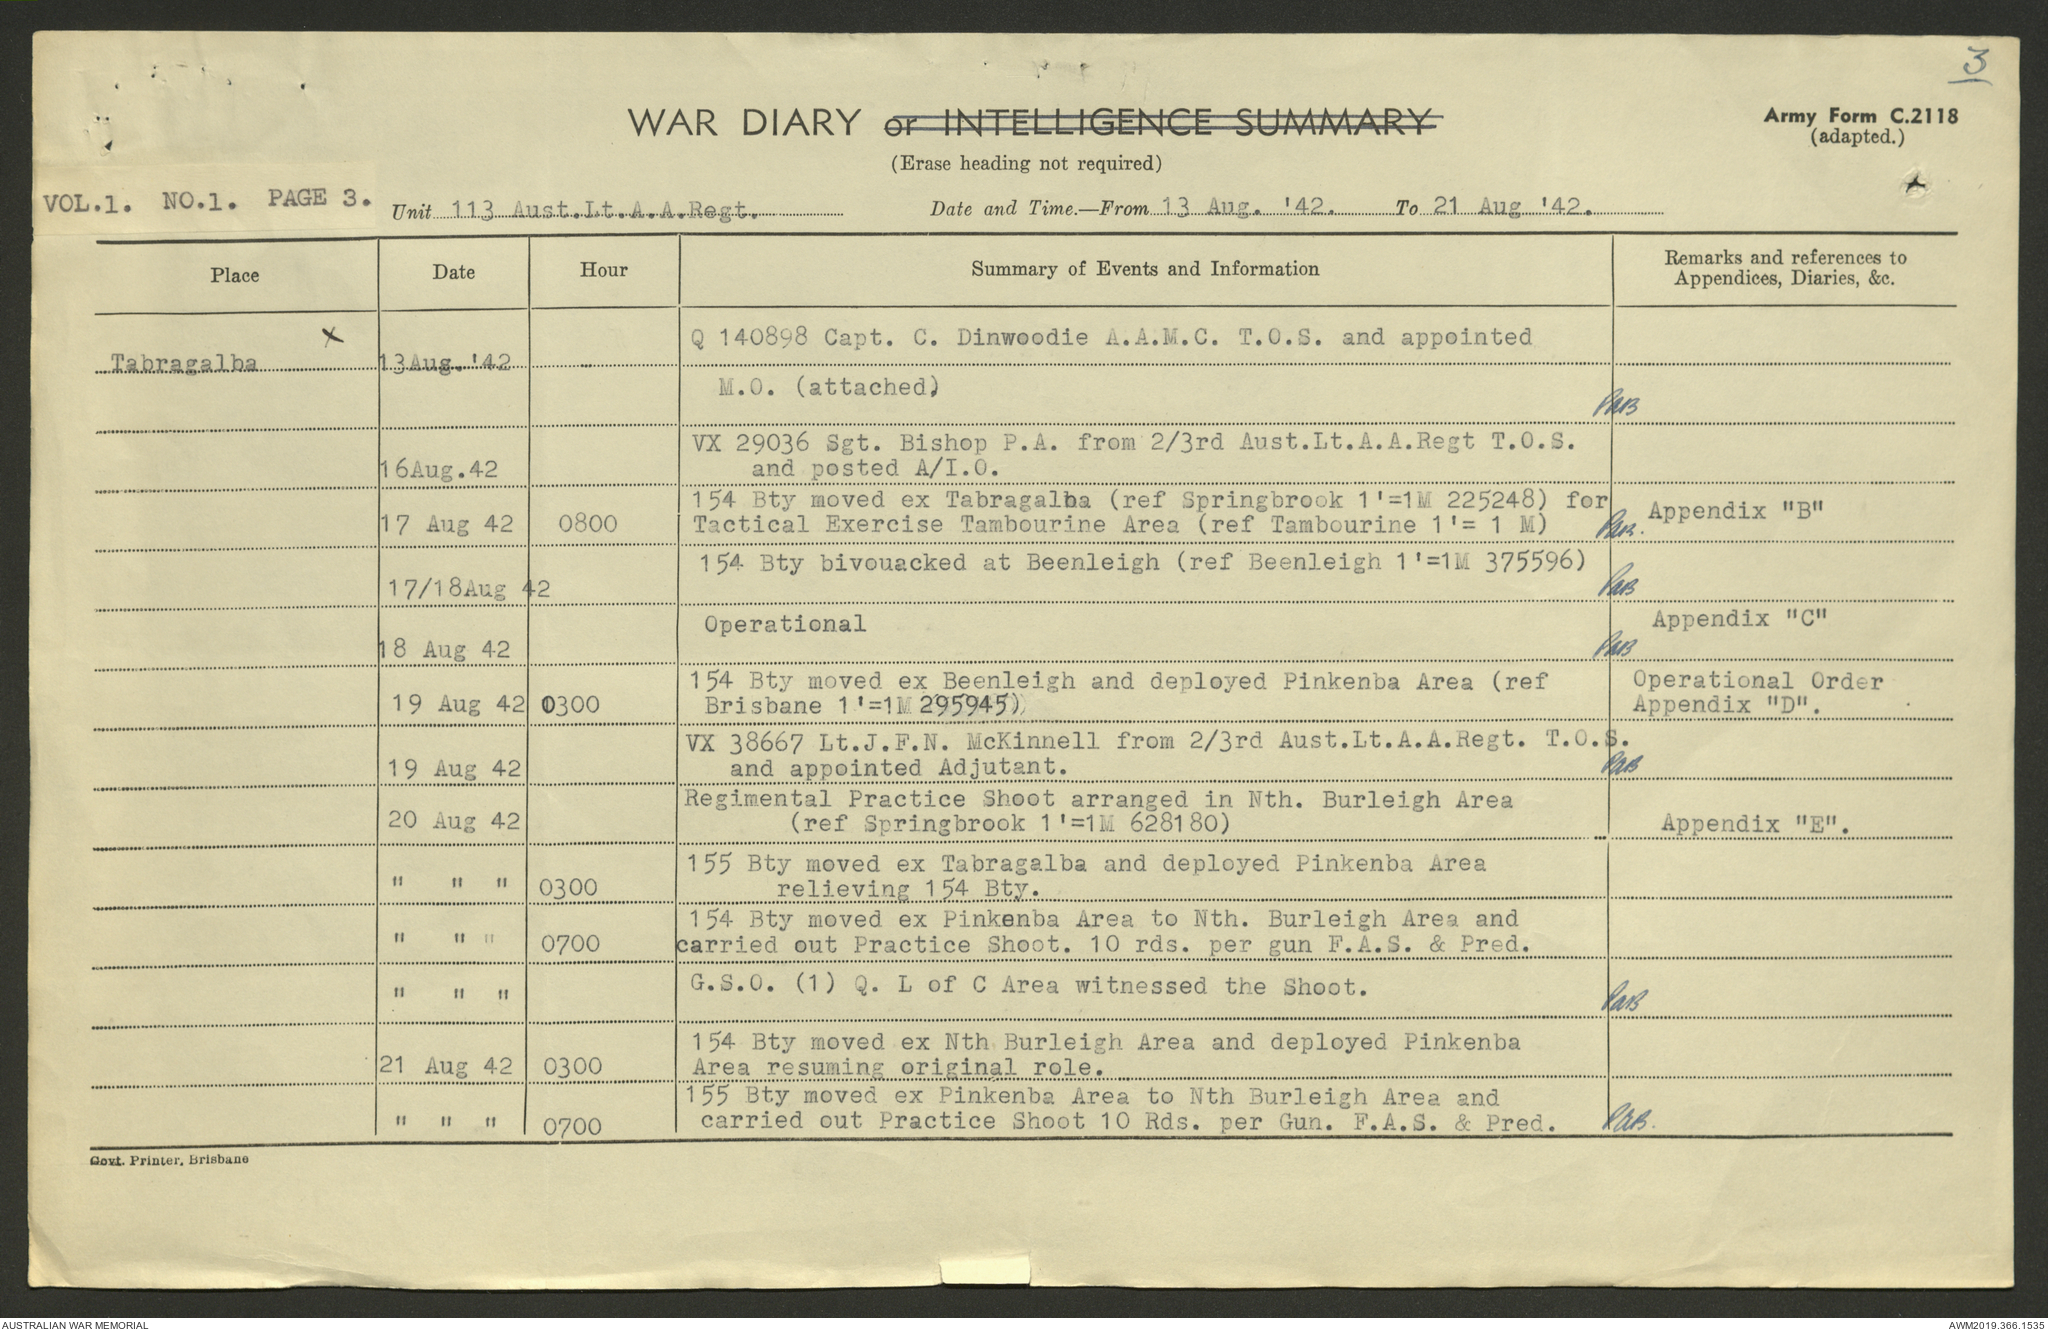 3
WAR DIARY or INTELLIGENCE SUMMARY
Army Form C.2118
(adapted.)
(Erase heading not required)
VOL.1. NO.1. PAGE 3.
Unit 113 Aust.Lt.A.A.Regt.
Date and Time.—From 13 Aug. '42. To 21 Aug '42.
Place
Date
Hour
Summary of Events and Information
Remarks and references to
Appendices, Diaries, &c.
x
Tabragalba 13Aug.'42 - Q 140898 Capt. C. Dinwoodie A.A.M.C. T.O.S. and appointed
M.O. (attached) PAB
16Aug.42 VX 29036 Sgt. Bishop P.A. from 2/3rd Aust.Lt.A.A.Regt T.O.S.
and posted A/I.O.
17 Aug 42 0800 154 Bty moved ex Tabragalba (ref Springbrook 1'=1M 225248) for
Tactical Exercise Tambourine Area (ref Tambourine 1'= 1 M) PAB. Appendix "B"
17/18Aug 42 154 Bty bivouacked at Beenleigh (ref Beenleigh 1'=1M 375596) PAB
18 Aug 42 Operational PAB Appendix "C"
19 Aug 42 0300 154 Bty moved ex Beenleigh and deployed Pinkenba Area (ref
Brisbane 1'=1M 295945) Operational Order
Appendix "D".
19 Aug 42 VX 38667 Lt.J.F.N. McKinnell from 2/3rd Aust.Lt.A.A.Regt. T.O.S.
and appointed Adjutant. PAB
20 Aug 42 Regimental Practice Shoot arranged in Nth. Burleigh Area
(ref Springbrook 1'=1M 628180) Appendix "E".
" " " 0300 155 Bty moved ex Tabragalba and deployed Pinkenba Area
relieving 154 Bty.
" " " 0700 154 Bty moved ex Pinkenba Area to Nth. Burleigh Area and
carried out Practice Shoot. 10 rds. per gun F.A.S. & Pred.
" " " G.S.O. (1) Q. L of C Area witnessed the Shoot. PAB
21 Aug 42 0300 154 Bty moved ex Nth Burleigh Area and deployed Pinkenba
Area resuming original role.
" " " 0700 155 Bty moved ex Pinkenba Area to Nth Burleigh Area and
carried out Practice Shoot 10 Rds. per Gun. F.A.S. & Pred. PAB.
Govt. Printer, Brisbane
AUSTRALIAN WAR MEMORIAL
AWM2019.366.1535